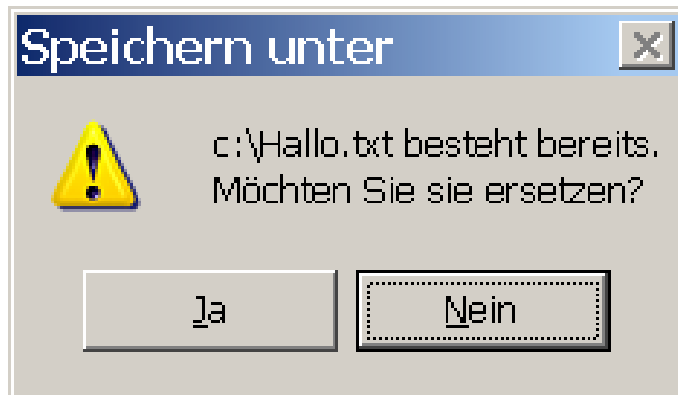 Speichern unter
c:\Hallo.txt besteht bereits.
Möchten Sie sie ersetzen?
Ja
Nein